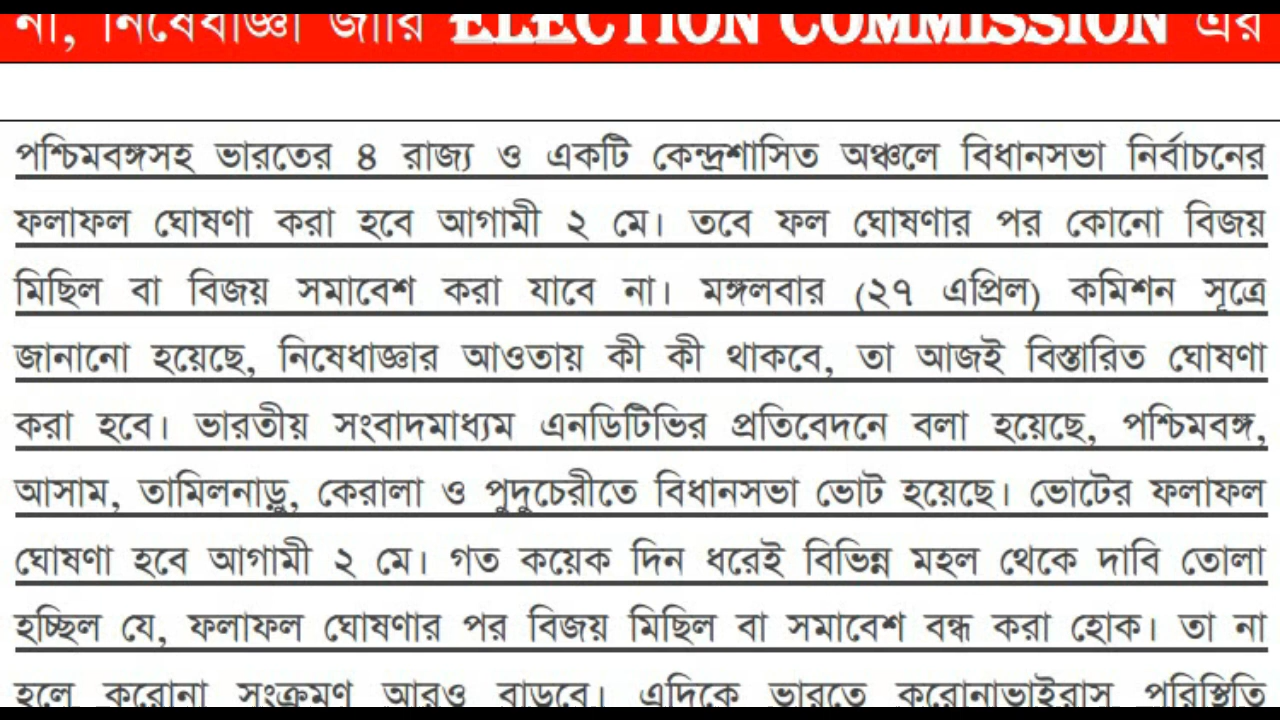 না, নিষেধাজ্ঞা জারি ELECTION COMMISSION এর
পশ্চিমবঙ্গসহ ভারতের ৪ রাজ্য ও একটি কেন্দ্রশাসিত অঞ্চলে বিধানসভা নির্বাচনের
ফলাফল ঘোষণা করা হবে আগামী ২ মে। তবে ফল ঘোষণার পর কোনো বিজয়
মিছিল বা বিজয় সমাবেশ করা যাবে না। মঙ্গলবার (২৭ এপ্রিল) কমিশন সূত্রে
জানানো হয়েছে, নিষেধাজ্ঞার আওতায় কী কী থাকবে, তা আজই বিস্তারিত ঘোষণা
করা হবে। ভারতীয় সংবাদমাধ্যম এনডিটিভির প্রতিবেদনে বলা হয়েছে, পশ্চিমবঙ্গ,
আসাম, তামিলনাড়ু, কেরালা ও পুদুচেরীতে বিধানসভা ভোট হয়েছে। ভোটের ফলাফল
ঘোষণা হবে আগামী ২ মে। গত কয়েক দিন ধরেই বিভিন্ন মহল থেকে দাবি তোলা
হচ্ছিল যে, ফলাফল ঘোষণার পর বিজয় মিছিল বা সমাবেশ বন্ধ করা হোক। তা না
হলে করোনা সংক্রমণ আরও বাড়বে। এদিকে ভারতে করোনাভাইরাস পরিস্থিতি